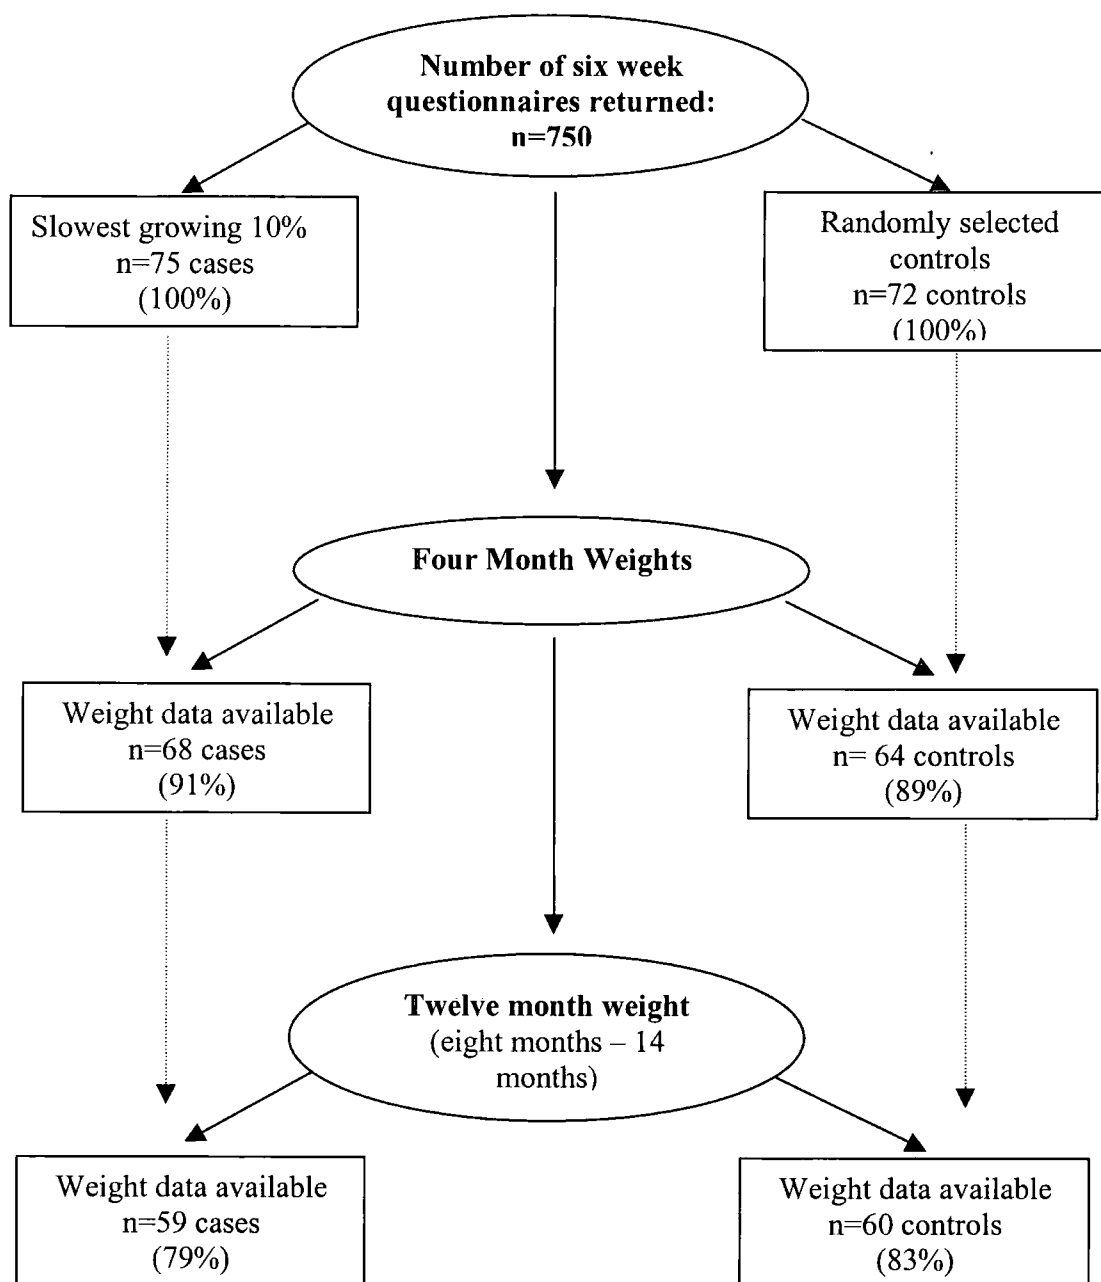 Number of six week
questionnaires returned:
n=750
Slowest growing 10%
n=75 cases
(100%)
Randomly selected
controls
n=72 controls
(100%)
Four Month Weights
Weight data available
n=68 cases
(91%)
Weight data available
n= 64 controls
(89%)
Twelve month weight
(eight months – 14
months)
Weight data available
n=59 cases
(79%)
Weight data available
n=60 controls
(83%)